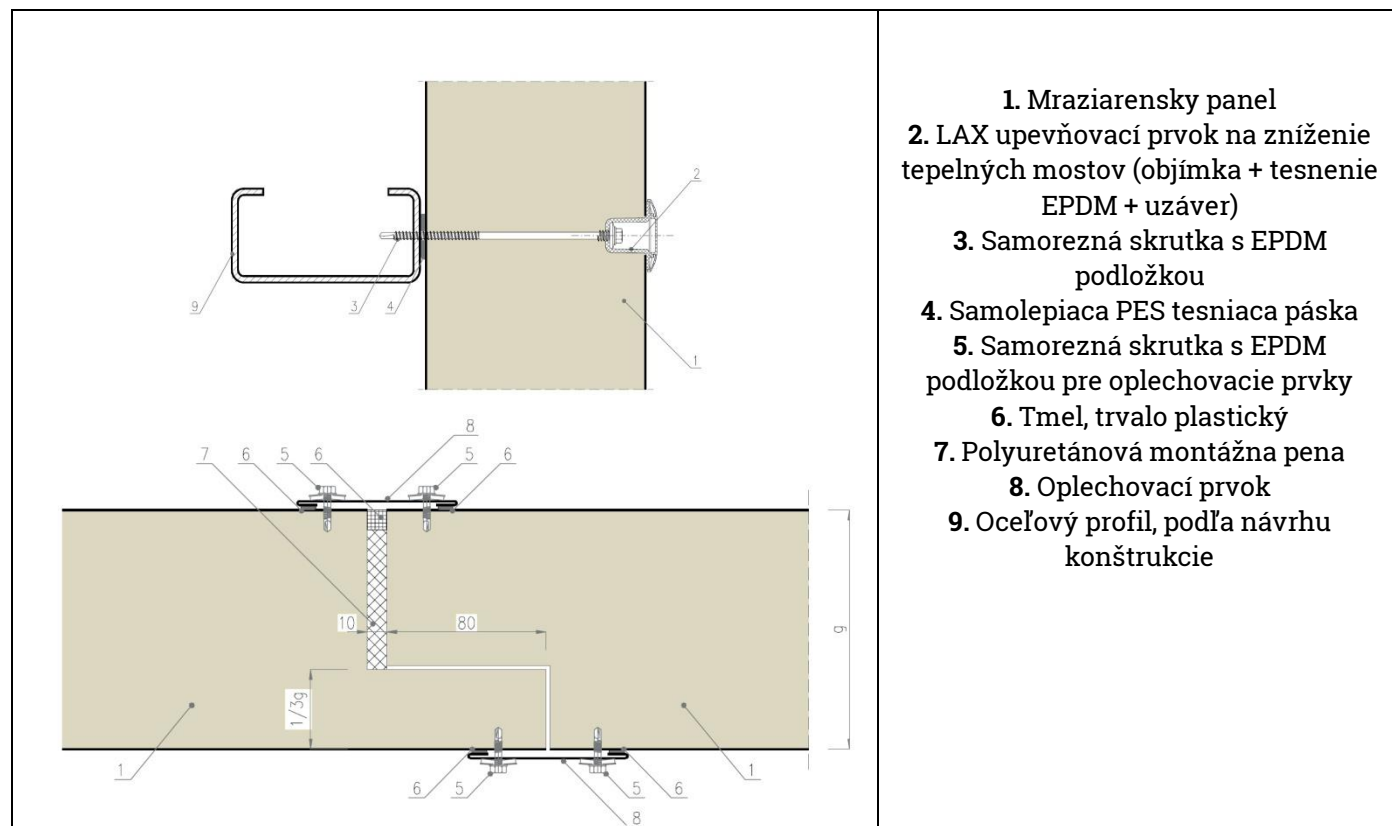 2
9
3
4
1
8
7
6
5
6
5
6
10
80
g
1/3g
1
6
5
5
6
1
8
1. Mraziarensky panel
2. LAX upevňovací prvok na zníženie
tepelných mostov (objímka + tesnenie
EPDM + uzáver)
3. Samorezná skrutka s EPDM
podložkou
4. Samolepiaca PES tesniaca páska
5. Samorezná skrutka s EPDM
podložkou pre oplechovacie prvky
6. Tmel, trvalo plastický
7. Polyuretánová montážna pena
8. Oplechovací prvok
9. Oceľový profil, podľa návrhu
konštrukcie